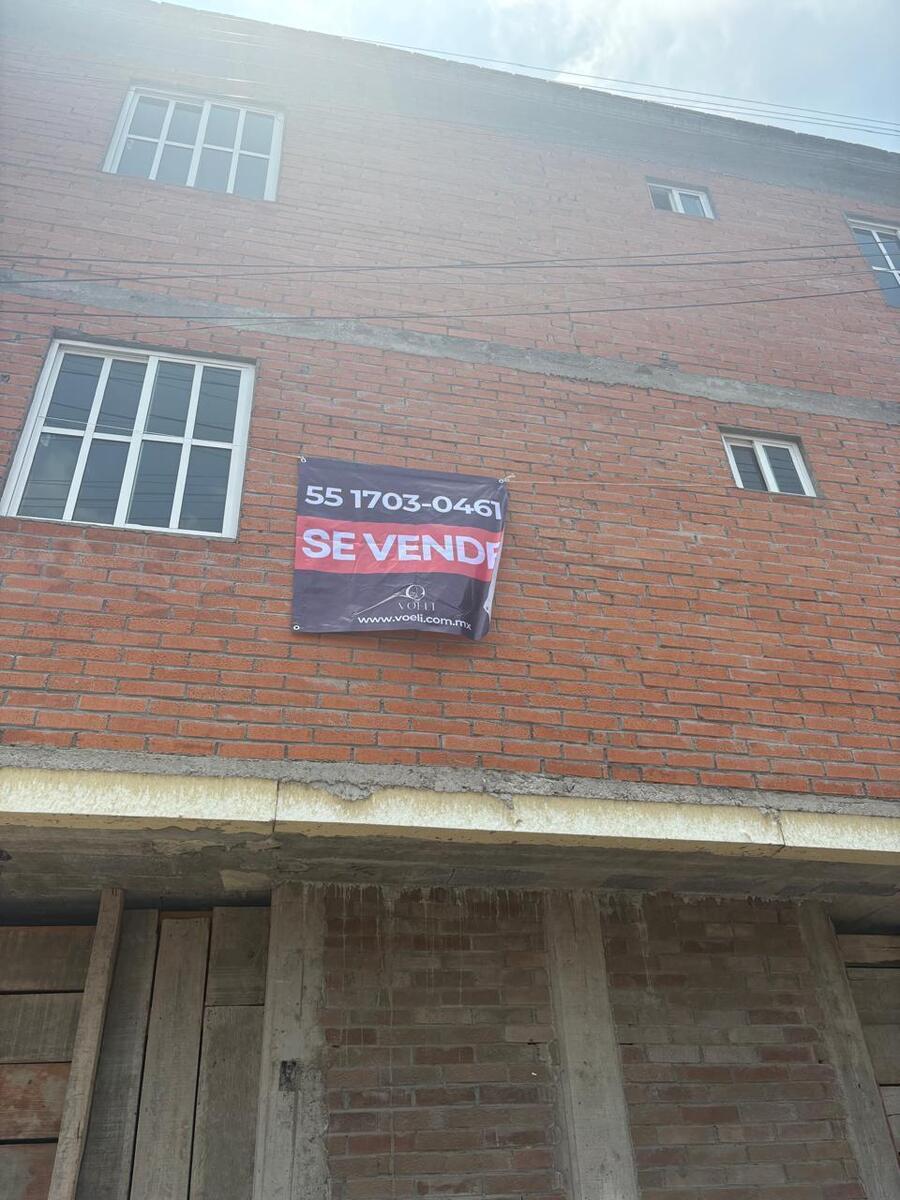 55 1703-0461
SE VENDE
VOELI
www.voeli.com.mx